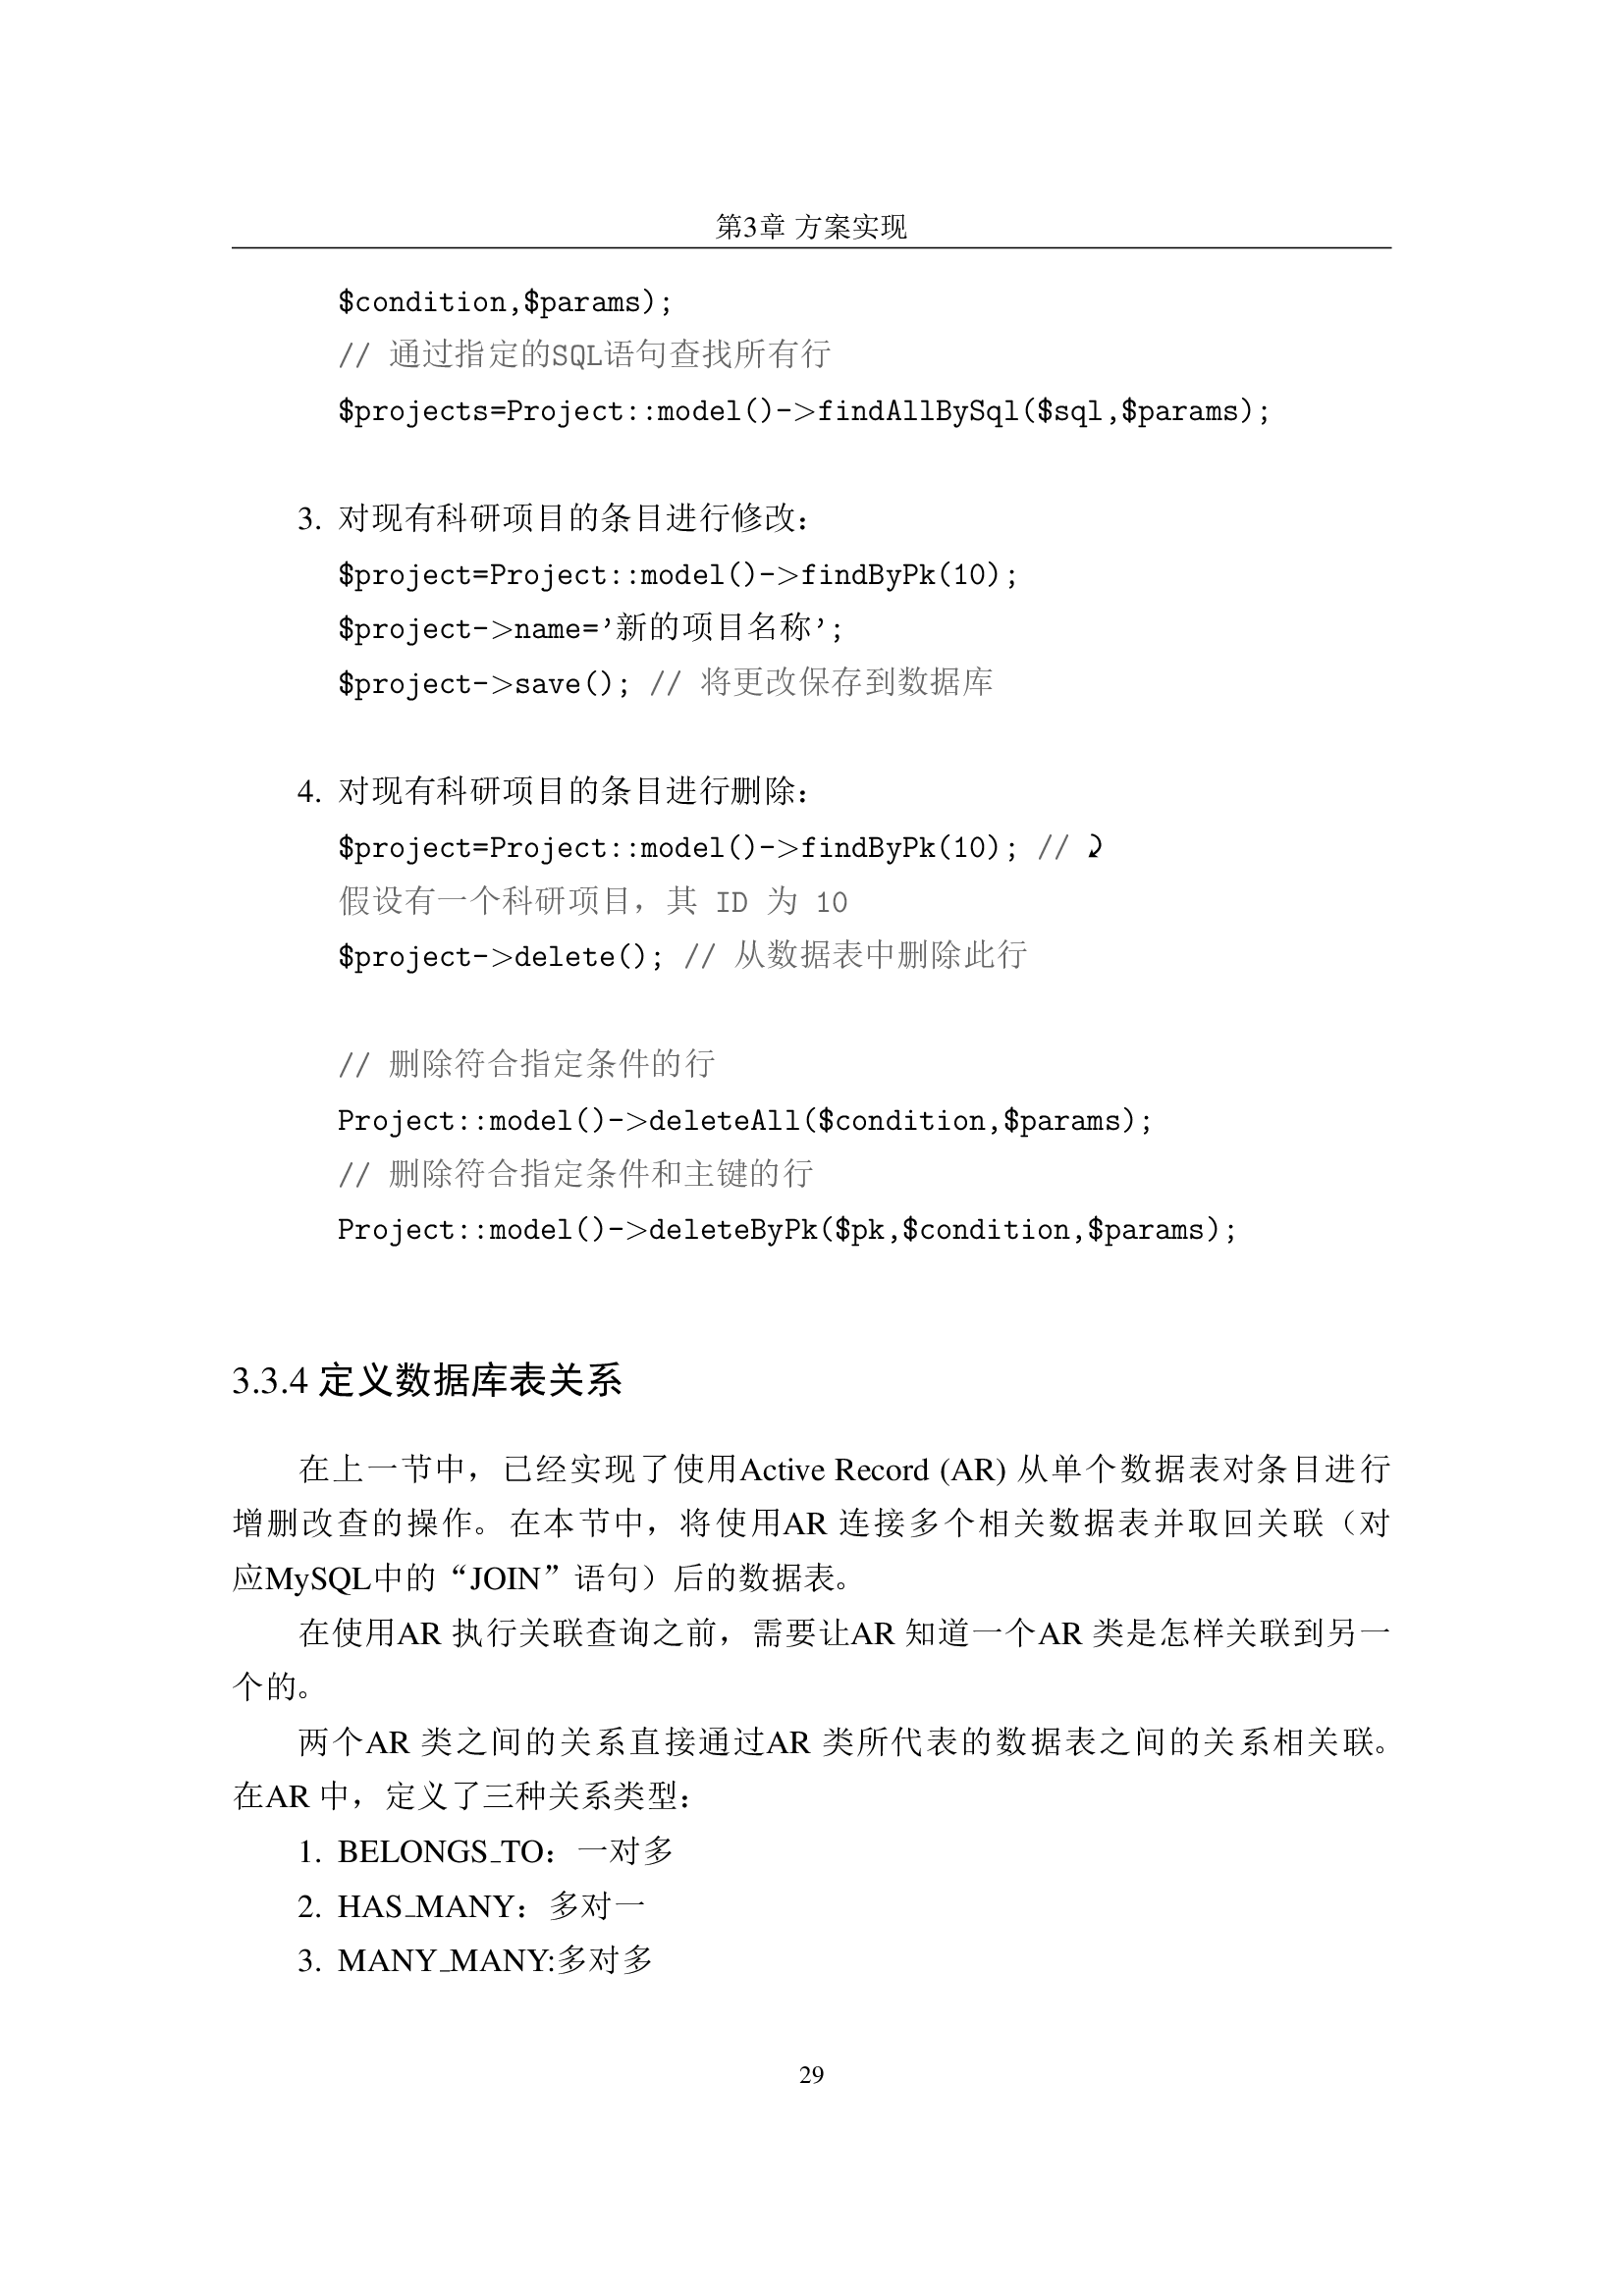 第3章 方案实现
$condition,$params);
// 通过指定的SQL语句查找所有行
$projects=Project::model()->findAllBySql($sql,$params);
3. 对现有科研项目的条目进行修改：
$project=Project::model()->findByPk(10);
$project->name='新的项目名称';
$project->save(); // 将更改保存到数据库
4. 对现有科研项目的条目进行删除：
$project=Project::model()->findByPk(10); // ⤸
假设有一个科研项目，其 ID 为 10
$project->delete(); // 从数据表中删除此行
// 删除符合指定条件的行
Project::model()->deleteAll($condition,$params);
// 删除符合指定条件和主键的行
Project::model()->deleteByPk($pk,$condition,$params);
3.3.4 定义数据库表关系
在上一节中，已经实现了使用Active Record (AR) 从单个数据表对条目进行
增删改查的操作。在本节中，将使用AR 连接多个相关数据表并取回关联（对
应MySQL中的“JOIN”语句）后的数据表。
在使用AR 执行关联查询之前，需要让AR 知道一个AR 类是怎样关联到另一
个的。
两个AR 类之间的关系直接通过AR 类所代表的数据表之间的关系相关联。
在AR 中，定义了三种关系类型：
1. BELONGS_TO：一对多
2. HAS_MANY：多对一
3. MANY_MANY:多对多
29